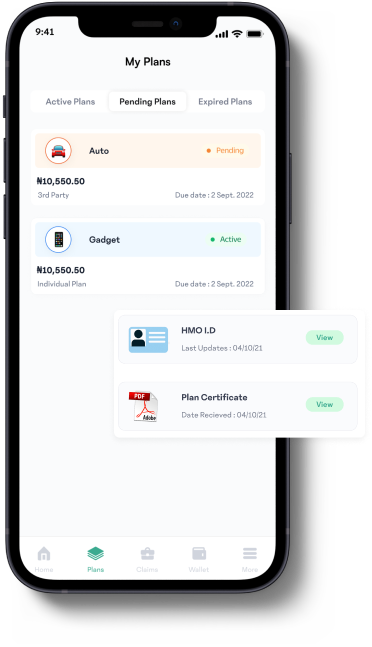 9:41
My Plans
Active Plans Pending Plans Expired Plans
Auto Pending
₦10,550.50
3rd Party Due date : 2 Sept. 2022
Gadget Active
₦10,550.50
Individual Plan Due date : 2 Sept. 2022
HMO I.D View
Last Updates : 04/10/21
PDF
Adobe
Plan Certificate View
Date Recieved : 04/10/21
Home Plans Claims Wallet More